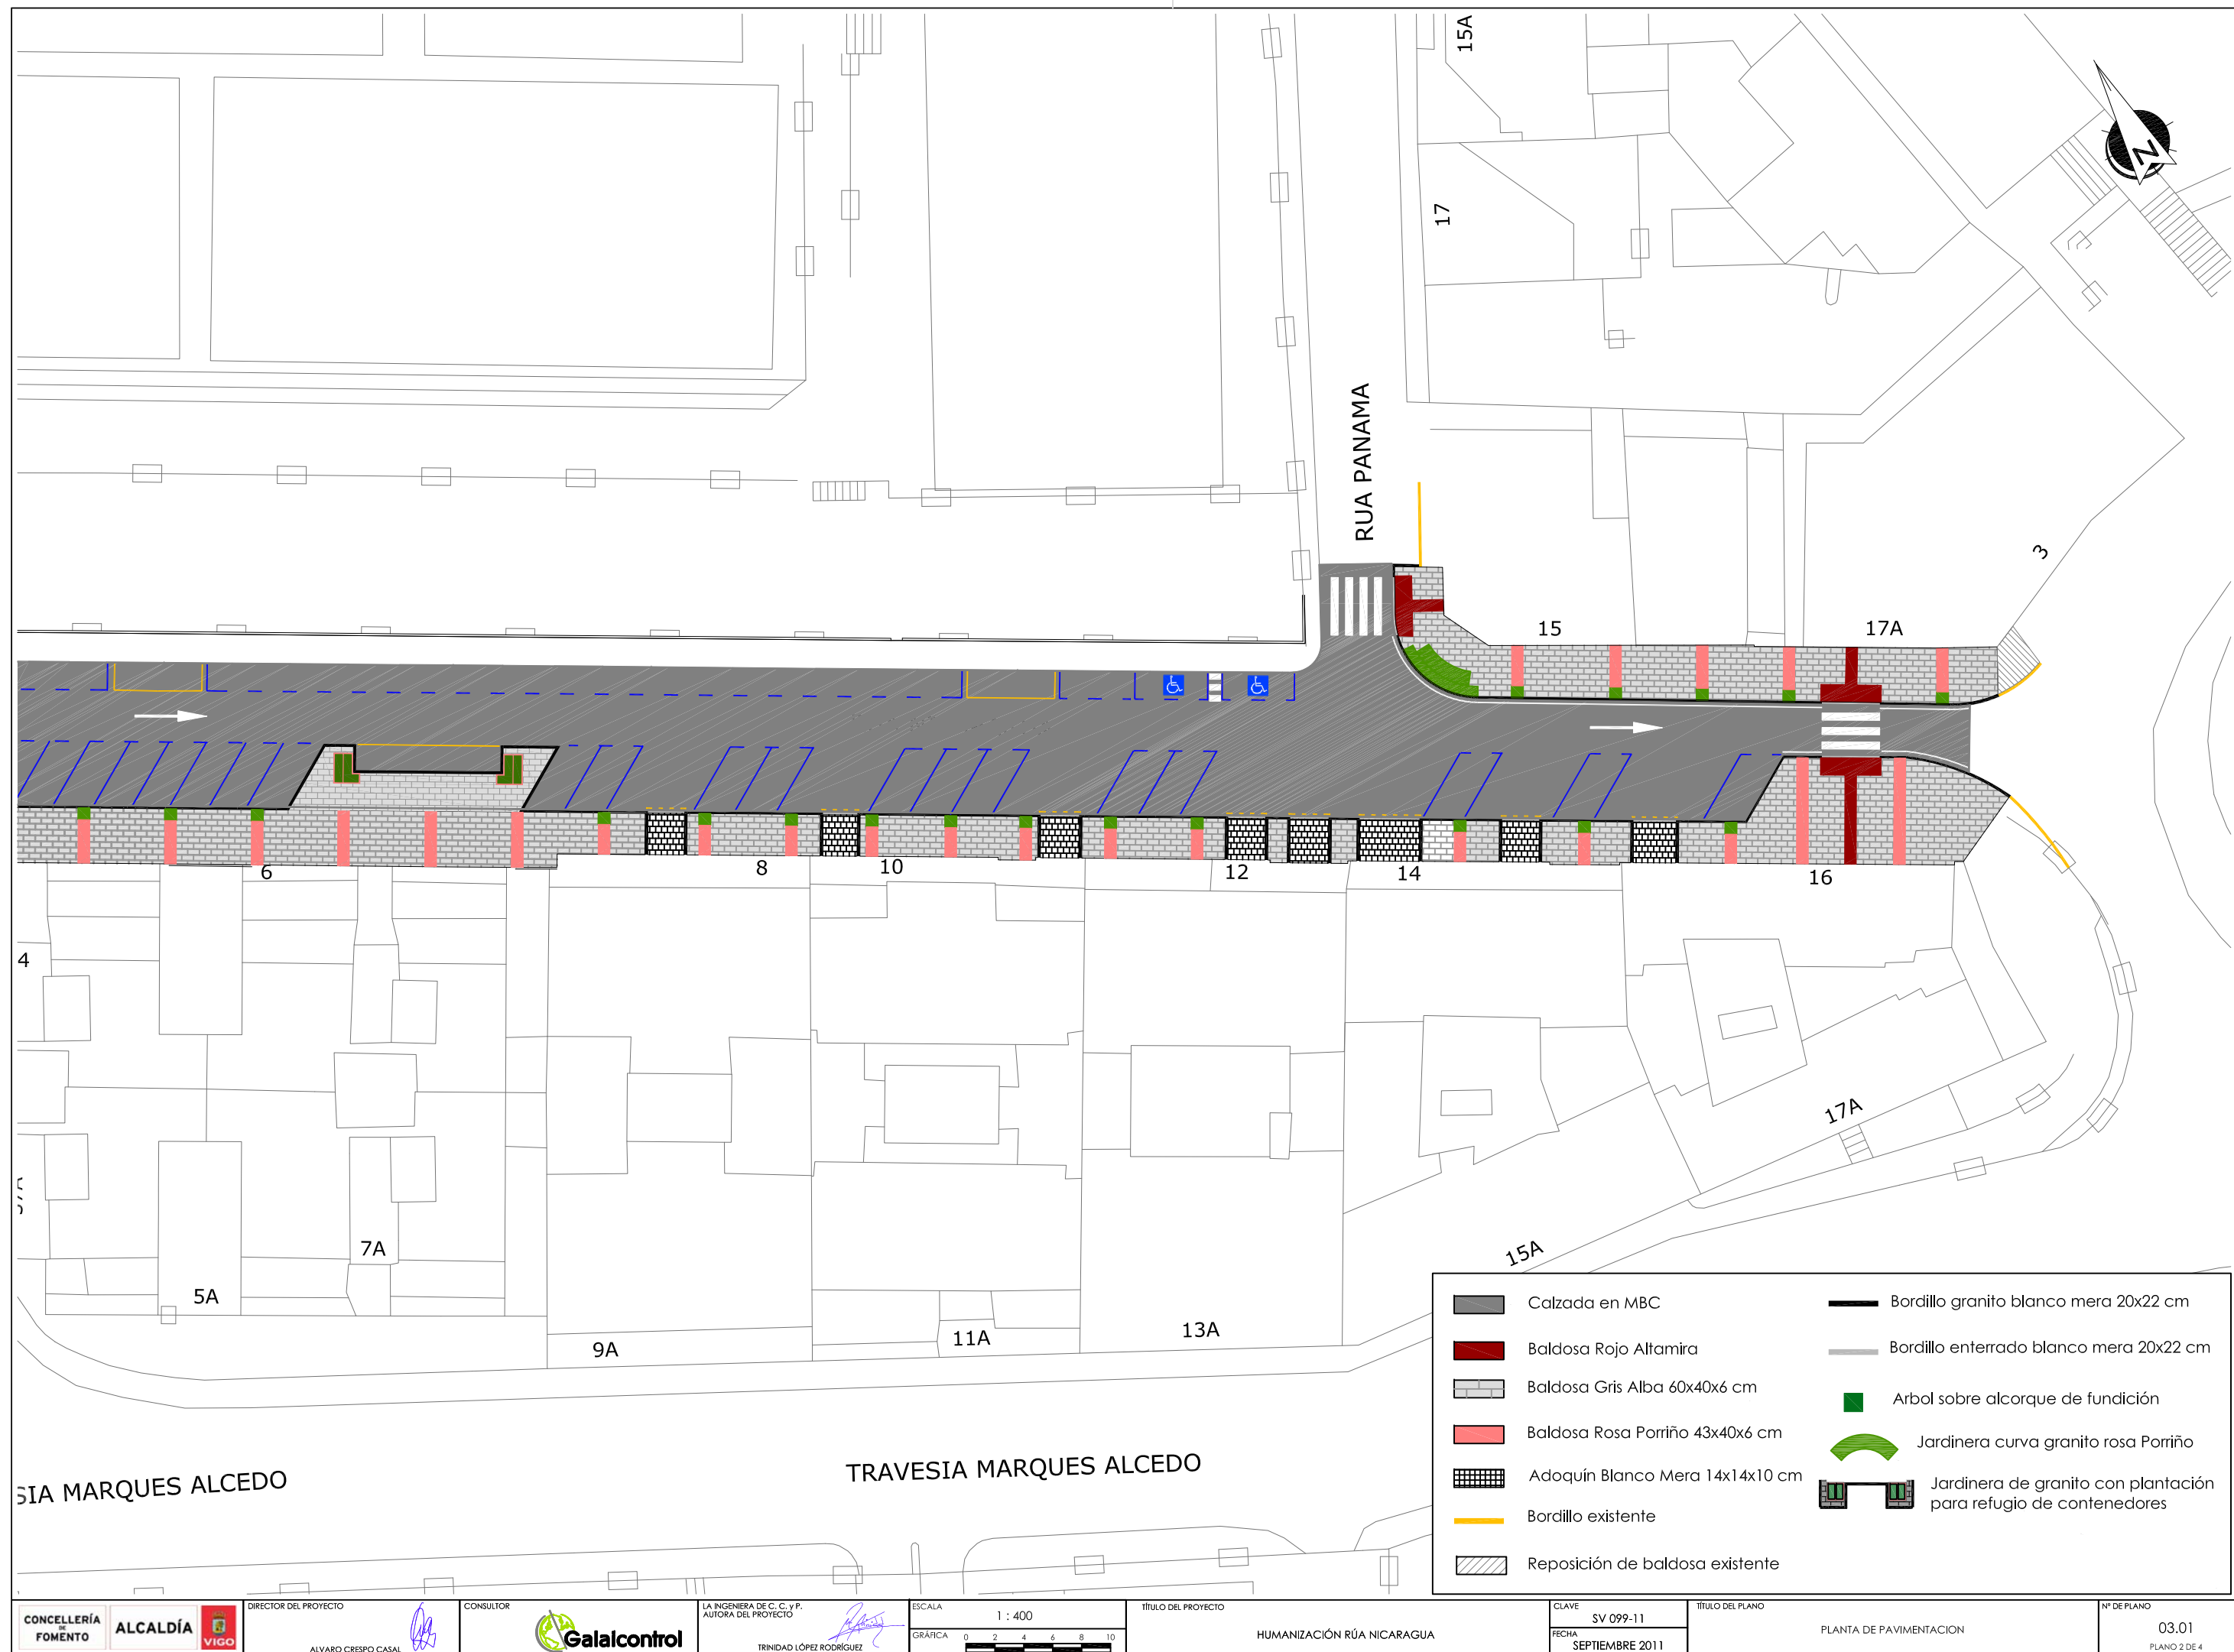 15A
17
N
RUA PANAMA
3
15
17A
6
8
10
12
14
16
4
17A
7A
5A
15A
9A
11A
13A
SIA MARQUES ALCEDO
TRAVESIA MARQUES ALCEDO
Calzada en MBC
Baldosa Rojo Altamira
Baldosa Gris Alba 60x40x6 cm
Baldosa Rosa Porriño 43x40x6 cm
Adoquín Blanco Mera 14x14x10 cm
Bordillo existente
Reposición de baldosa existente
Bordillo granito blanco mera 20x22 cm
Bordillo enterrado blanco mera 20x22 cm
Arbol sobre alcorque de fundición
Jardinera curva granito rosa Porriño
Jardinera de granito con plantación
para refugio de contenedores
CONCELLERÍA
DE
FOMENTO
ALCALDÍA
VIGO
DIRECTOR DEL PROYECTO
ALVARO CRESPO CASAL
CONSULTOR
Galaicontrol
LA INGENIERA DE C. C. y P.
AUTORA DEL PROYECTO
TRINIDAD LÓPEZ RODRÍGUEZ
ESCALA
1 : 400
GRÁFICA
0 2 4 6 8 10
TÍTULO DEL PROYECTO
HUMANIZACIÓN RÚA NICARAGUA
CLAVE
SV 099-11
FECHA
SEPTIEMBRE 2011
TÍTULO DEL PLANO
PLANTA DE PAVIMENTACION
Nº DE PLANO
03.01
PLANO 2 DE 4